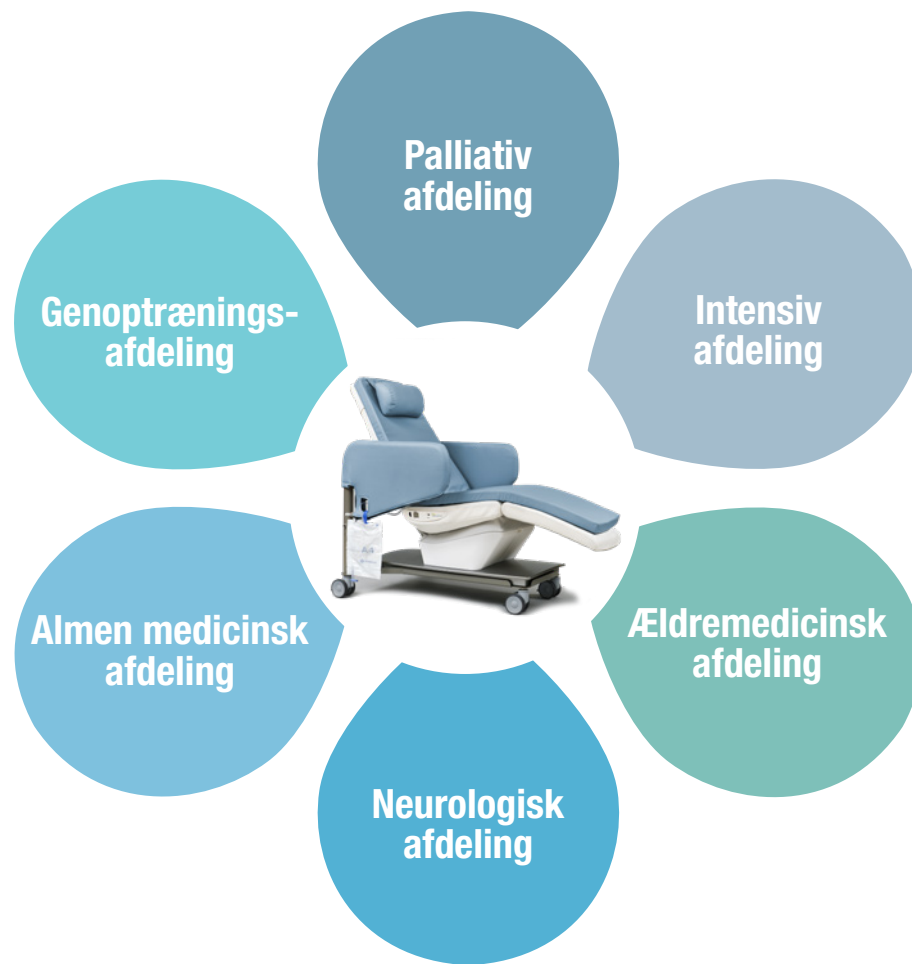 Palliativ
afdeling
Intensiv
afdeling
Ældremedicinsk
afdeling
Neurologisk
afdeling
Almen medicinsk
afdeling
Genoptrænings-
afdeling